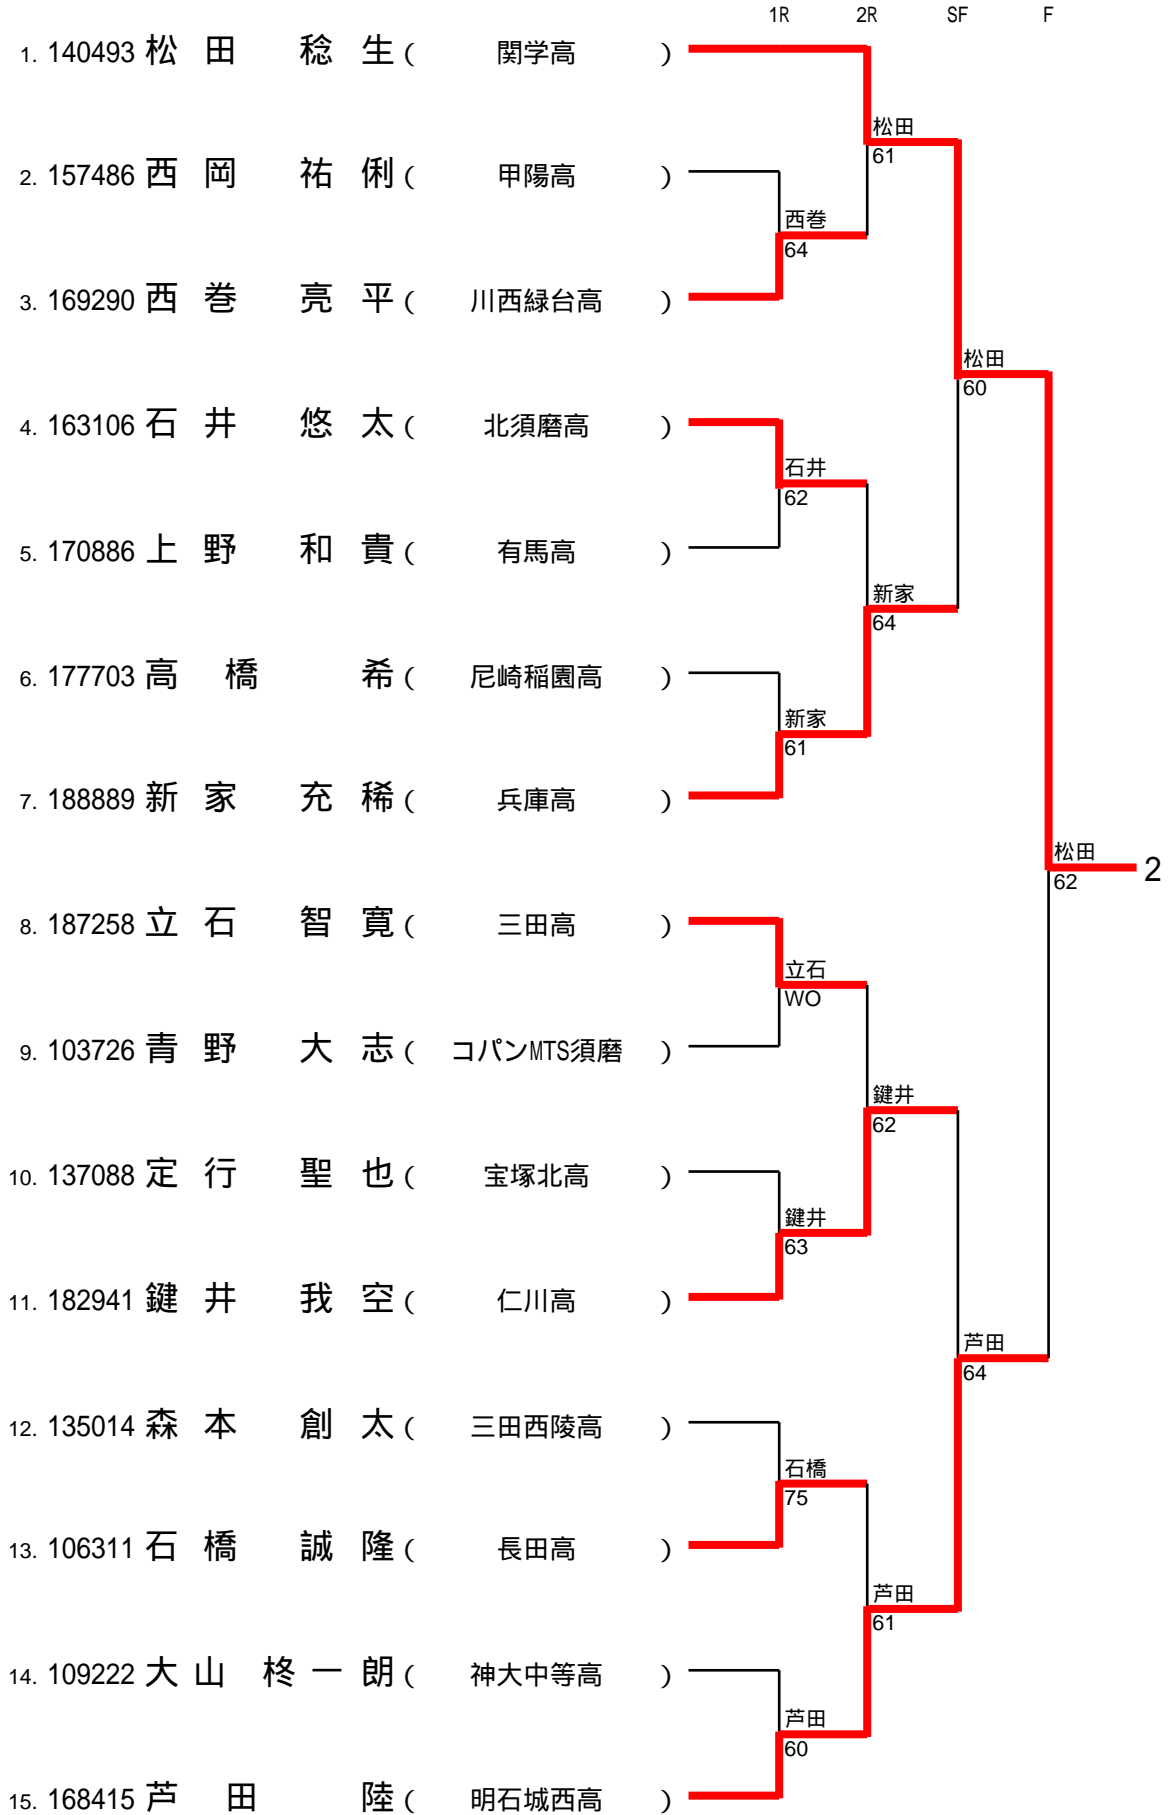 1R 2R SF F
1. 140493 松 田 稔 生 ( 関学高 )
松田
61
2. 157486 西 岡 祐 俐 ( 甲陽高 )
西巻
64
3. 169290 西 巻 亮 平 ( 川西緑台高 )
松田
60
4. 163106 石 井 悠 太 ( 北須磨高 )
石井
62
5. 170886 上 野 和 貴 ( 有馬高 )
新家
64
6. 177703 高 橋 希 ( 尼崎稲園高 )
新家
61
7. 188889 新 家 充 稀 ( 兵庫高 )
松田
62
2
8. 187258 立 石 智 寛 ( 三田高 )
立石
WO
9. 103726 青 野 大 志 ( コパンMTS須磨 )
鍵井
62
10. 137088 定 行 聖 也 ( 宝塚北高 )
鍵井
63
11. 182941 鍵 井 我 空 ( 仁川高 )
芦田
64
12. 135014 森 本 創 太 ( 三田西陵高 )
石橋
75
13. 106311 石 橋 誠 隆 ( 長田高 )
芦田
61
14. 109222 大 山 柊 一 朗 ( 神大中等高 )
芦田
60
15. 168415 芦 田 陸 ( 明石城西高 )